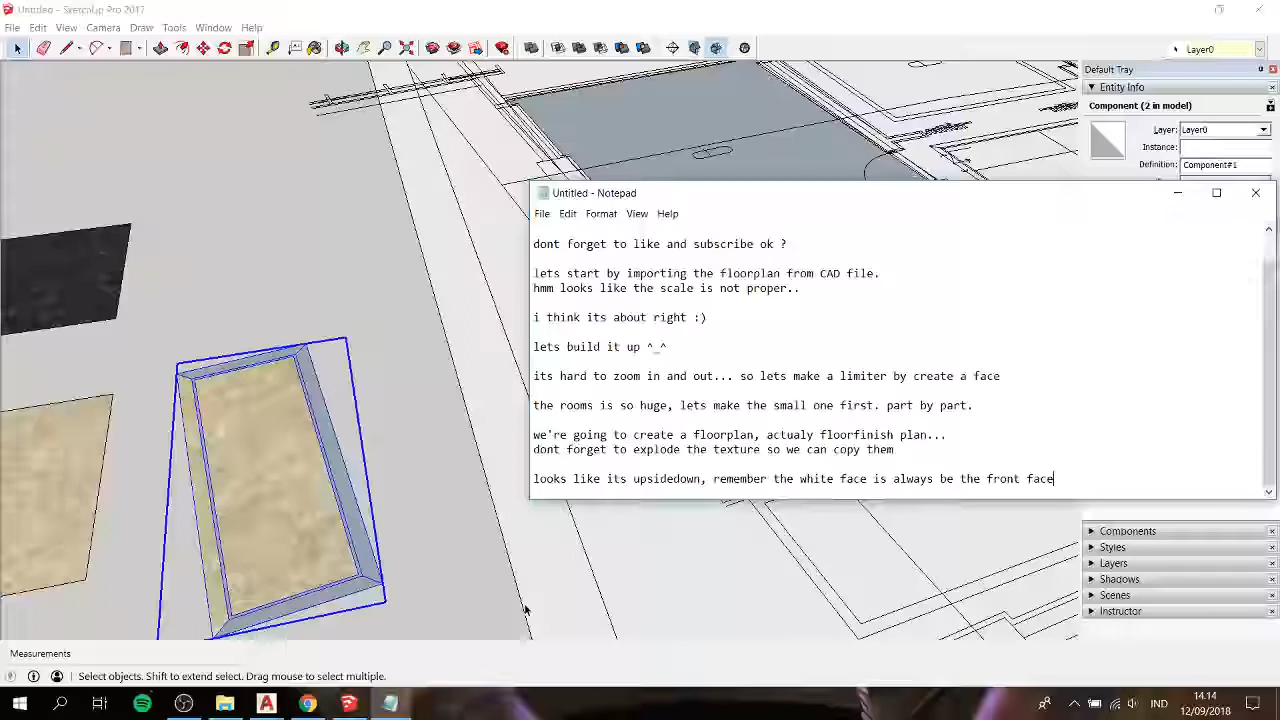 Untitled - SketchUp Pro 2017
File Edit View Camera Draw Tools Window Help
Layer0
Default Tray
Entity Info
Component (2 in model)
Layer: Layer0
Instance:
Definition: Component#1
Untitled - Notepad
File Edit Format View Help
dont forget to like and subscribe ok ?
lets start by importing the floorplan from CAD file.
hmm looks like the scale is not proper..
i think its about right :)
lets build it up ^_^
its hard to zoom in and out... so lets make a limiter by create a face
the rooms is so huge, lets make the small one first. part by part.
we're going to create a floorplan, actualy floorfinish plan...
dont forget to explode the texture so we can copy them
looks like its upsidedown, remember the white face is always be the front face
Components
Styles
Layers
Shadows
Scenes
Instructor
Measurements
Select objects. Shift to extend select. Drag mouse to select multiple.
IND
14.14
12/09/2018